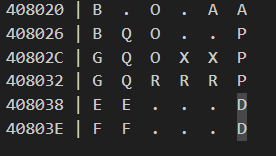 408020 | B . O . A A
408026 | B Q O . . P
40802C | G Q O X X P
408032 | G Q R R R P
408038 | E E . . . D
40803E | F F . . . D